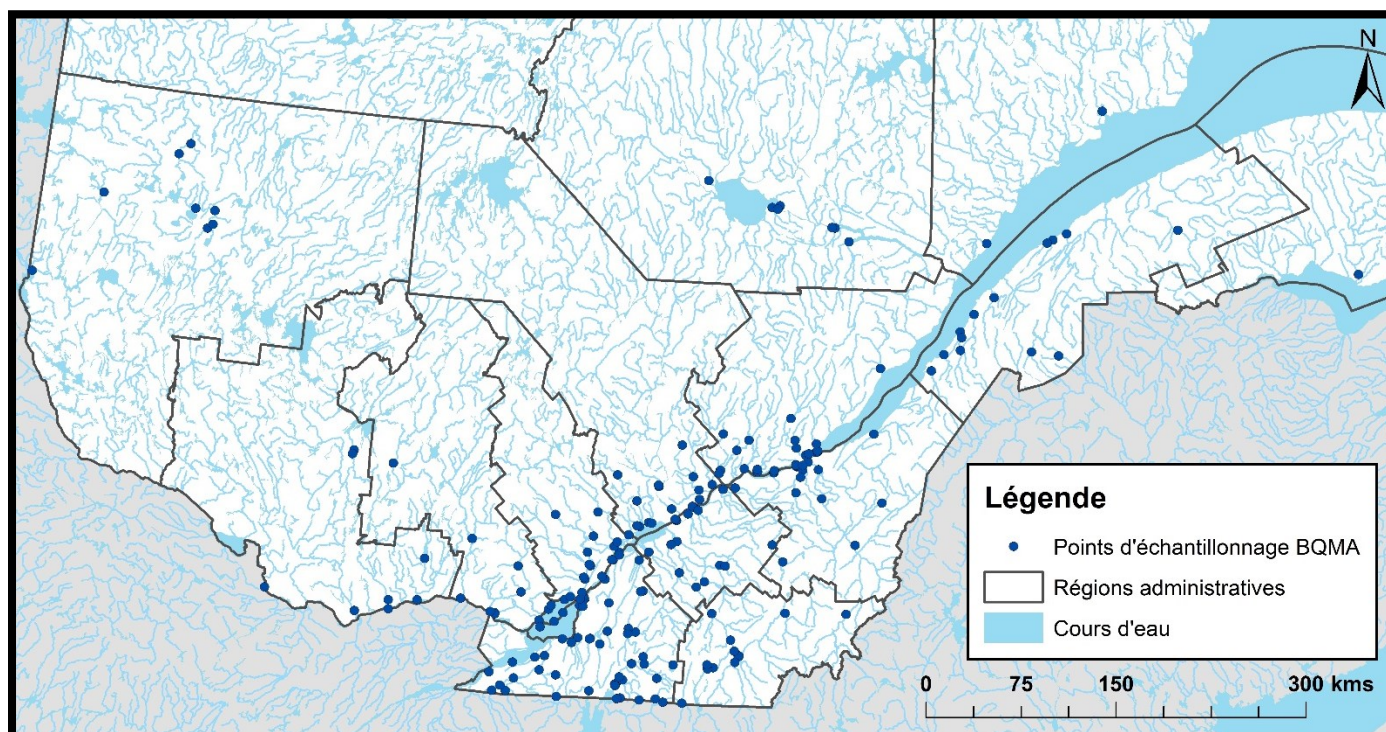 N
Légende
Points d'échantillonnage BQMA
Régions administratives
Cours d'eau
0 75 150 300 kms